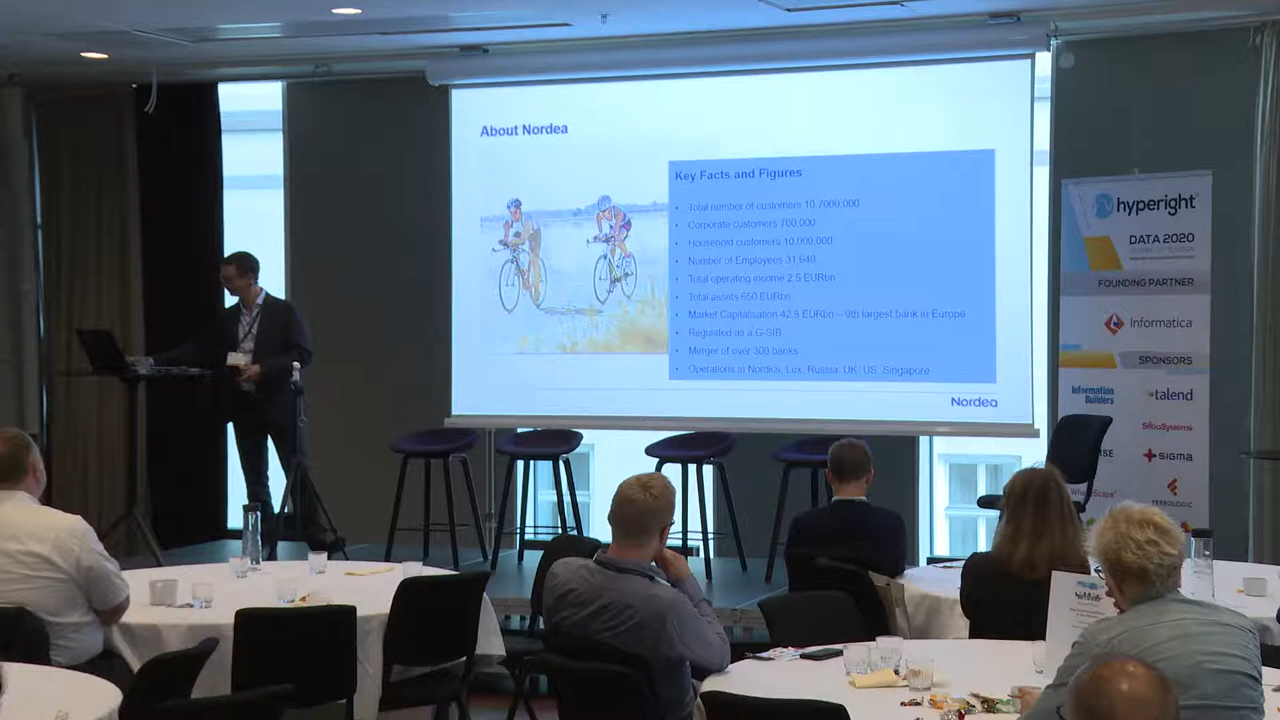 About Nordea
Key Facts and Figures
• Total number of customers 10,7000,000
• Corporate customers 700,000
• Household customers 10,000,000
• Number of Employees 31,640
• Total operating income 2.5 EURbn
• Total assets 650 EURbn
• Market Capitalisation 42.8 EURbn – 9th largest bank in Europe
• Regulated as a G-SIB
• Merger of over 300 banks
• Operations in Nordics, Lux, Russia, UK, US, Singapore
Nordea
hyperight
DATA 2020
FOUNDING PARTNER
Informatica
SPONSORS
Information
Builders
talend
SilboSystems
SIGMA
TERROLOGIC